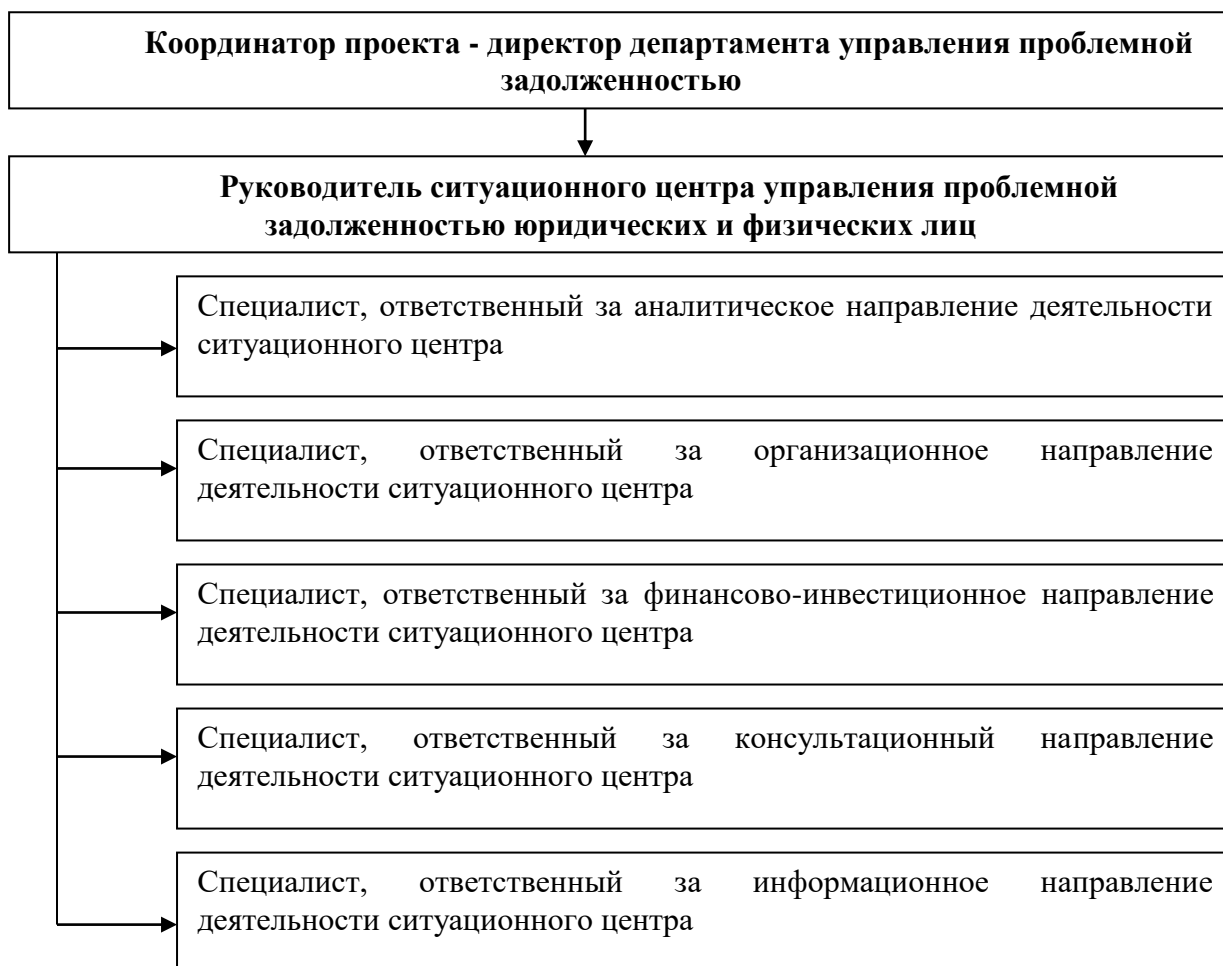 Координатор проекта - директор департамента управления проблемной
задолженностью
Руководитель ситуационного центра управления проблемной
задолженностью юридических и физических лиц
Специалист, ответственный за аналитическое направление деятельности
ситуационного центра
Специалист, ответственный за организационное направление
деятельности ситуационного центра
Специалист, ответственный за финансово-инвестиционное направление
деятельности ситуационного центра
Специалист, ответственный за консультационный направление
деятельности ситуационного центра
Специалист, ответственный за информационное направление
деятельности ситуационного центра